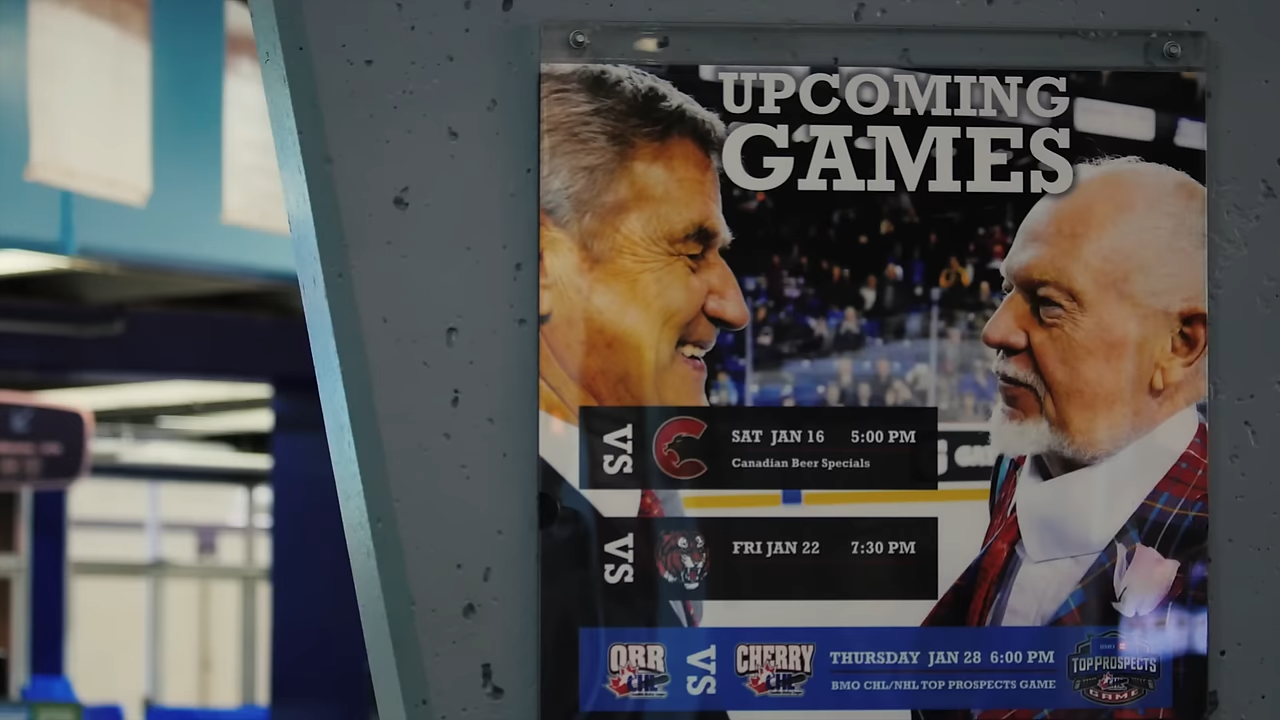 UPCOMING
GAMES
VS
SAT JAN 16 5:00 PM
Canadian Beer Specials
VS
FRI JAN 22 7:30 PM
ORR
CHL
VS
CHERRY
CHL
THURSDAY JAN 28 6:00 PM
BMO CHL/NHL TOP PROSPECTS GAME
TOP PROSPECTS
GAME